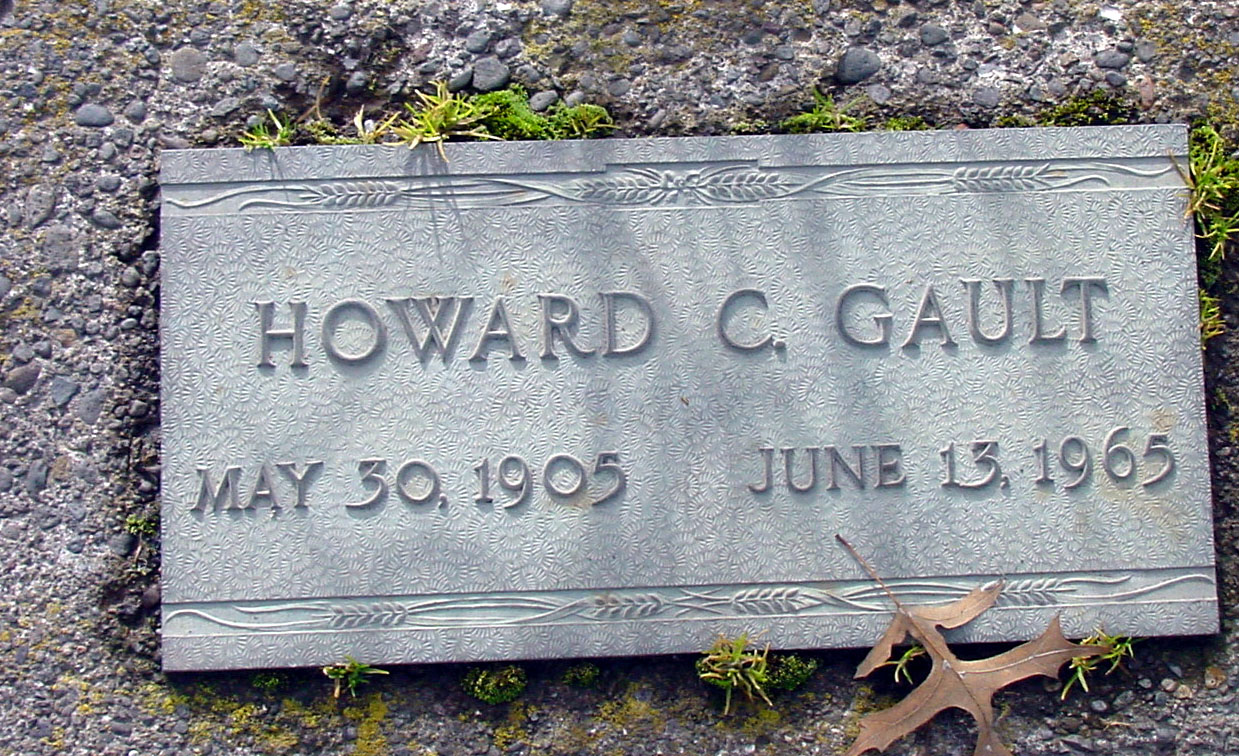 HOWARD C. GAULT
MAY 30, 1905 JUNE 13, 1965